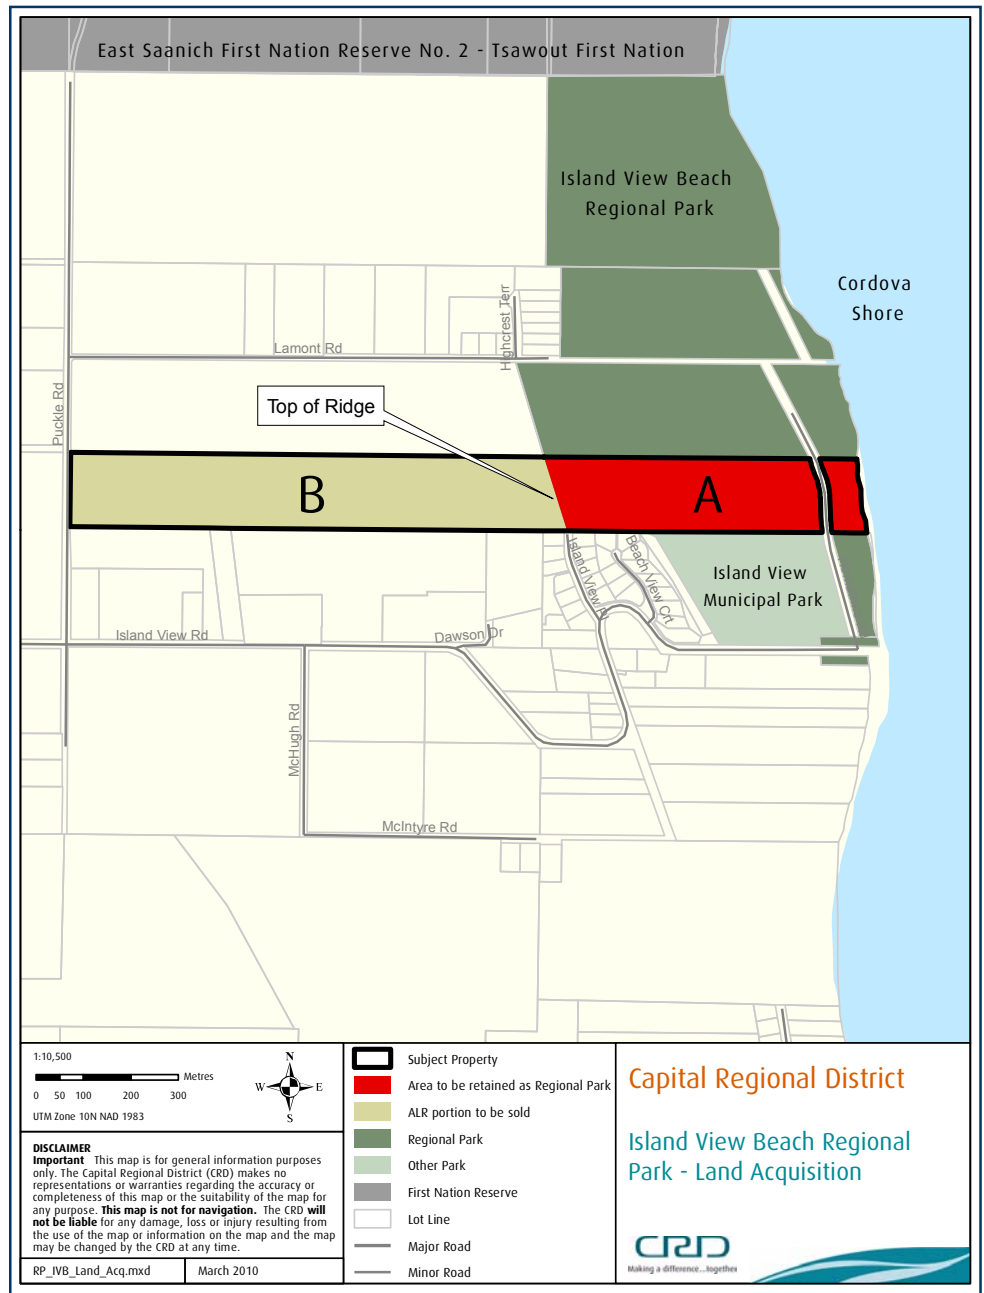 East Saanich First Nation Reserve No. 2 - Tsawout First Nation
Island View Beach
Regional Park
Cordova
Shore
Highcrest Terr
Lamont Rd
Puckle Rd
Top of Ridge
B
A
Island View Pl
Beach View Crt
Island View
Municipal Park
Island View Rd
Dawson Dr
McHugh Rd
McIntyre Rd
1:10,500
Metres
0 50 100 200 300
UTM Zone 10N NAD 1983
N
W E
S
DISCLAIMER
Important This map is for general information purposes
only. The Capital Regional District (CRD) makes no
representations or warranties regarding the accuracy or
completeness of this map or the suitability of the map for
any purpose. This map is not for navigation. The CRD will
not be liable for any damage, loss or injury resulting from
the use of the map or information on the map and the map
may be changed by the CRD at any time.
RP_IVB_Land_Acq.mxd March 2010
Subject Property
Area to be retained as Regional Park
ALR portion to be sold
Regional Park
Other Park
First Nation Reserve
Lot Line
Major Road
Minor Road
Capital Regional District
Island View Beach Regional
Park - Land Acquisition
CRD
Making a difference...together